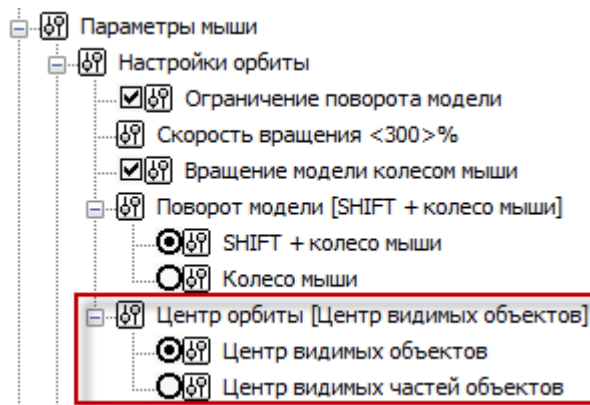 Параметры мыши
Настройки орбиты
Ограничение поворота модели
Скорость вращения <300>%
Вращение модели колесом мыши
Поворот модели [SHIFT + колесо мыши]
SHIFT + колесо мыши
Колесо мыши
Центр орбиты [Центр видимых объектов]
Центр видимых объектов
Центр видимых частей объектов